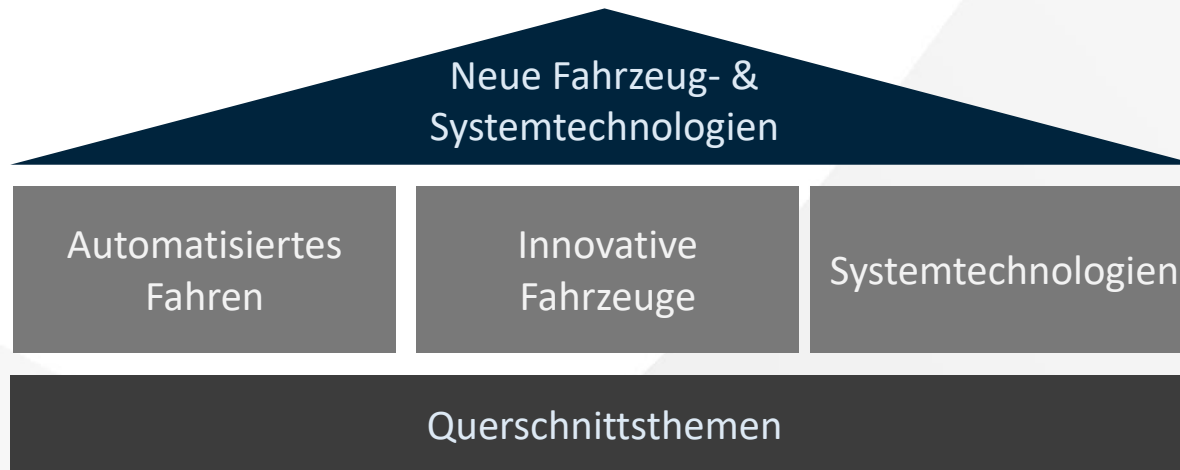 Neue Fahrzeug- &
Systemtechnologien
Automatisiertes
Fahren
Innovative
Fahrzeuge
Systemtechnologien
Querschnittsthemen